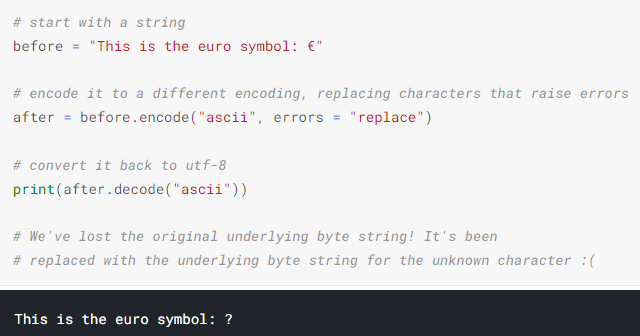 # start with a string
before = "This is the euro symbol: €"
# encode it to a different encoding, replacing characters that raise errors
after = before.encode("ascii", errors = "replace")
# convert it back to utf-8
print(after.decode("ascii"))
# We've lost the original underlying byte string! It's been
# replaced with the underlying byte string for the unknown character :(
This is the euro symbol: ?